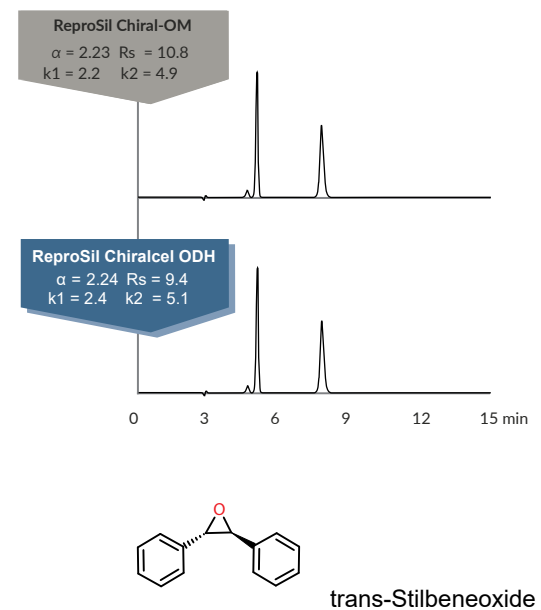 ReproSil Chiral-OM
α = 2.23 Rs = 10.8
k1 = 2.2 k2 = 4.9
ReproSil Chiralcel ODH
α = 2.24 Rs = 9.4
k1 = 2.4 k2 = 5.1
0 3 6 9 12 15 min
O
trans-Stilbeneoxide